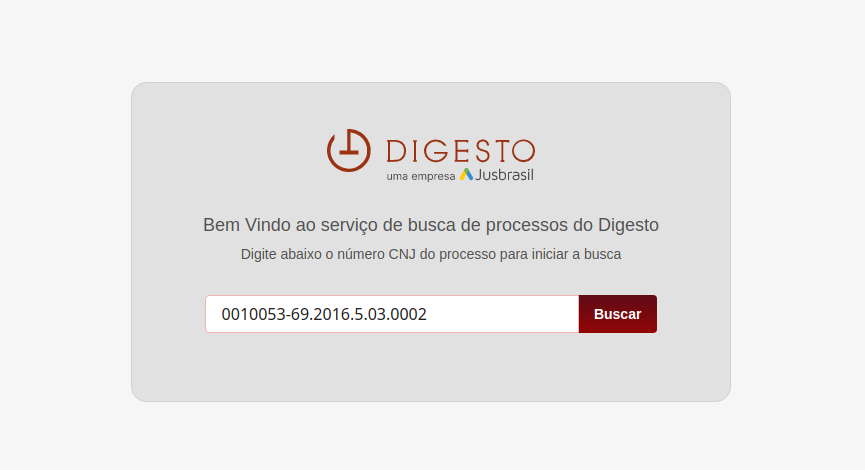 DIGESTO
uma empresa Jusbrasil
Bem Vindo ao serviço de busca de processos do Digesto
Digite abaixo o número CNJ do processo para iniciar a busca
0010053-69.2016.5.03.0002 Buscar